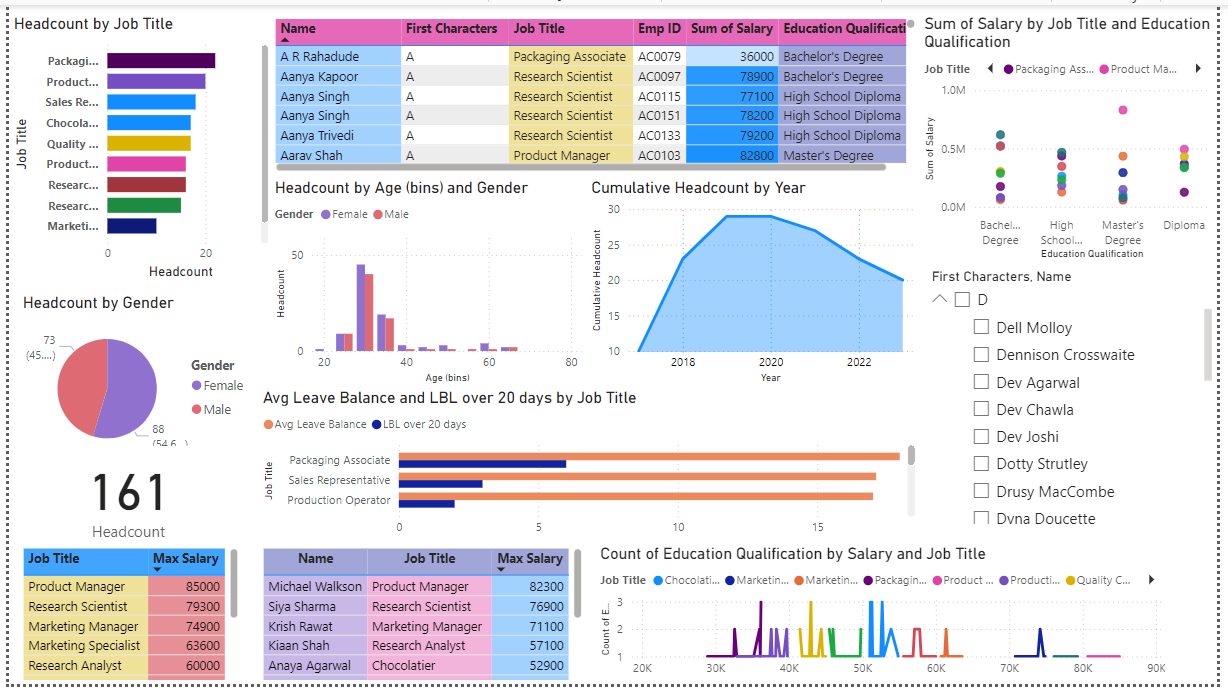 Headcount by Job Title
Job Title
Packagi...
Product...
Sales Re...
Chocola...
Quality ...
Product...
Researc...
Researc...
Marketi...
0 20
Headcount
Name First Characters Job Title Emp ID Sum of Salary Education Qualificati
A R Rahadude A Packaging Associate AC0079 36000 Bachelor's Degree
Aanya Kapoor A Research Scientist AC0097 78900 Bachelor's Degree
Aanya Singh A Research Scientist AC0115 77100 High School Diploma
Aanya Singh A Research Scientist AC0151 78200 High School Diploma
Aanya Trivedi A Research Scientist AC0133 79200 High School Diploma
Aarav Shah A Product Manager AC0103 82800 Master's Degree
Sum of Salary by Job Title and Education
Qualification
Job Title Packaging Ass... Product Ma...
Sum of Salary
1.0M
0.5M
0.0M
Bachel... Degree
High School...
Master's Degree
Diploma
Education Qualification
Headcount by Age (bins) and Gender
Gender Female Male
Headcount
50
0
20 40 60 80
Age (bins)
Cumulative Headcount by Year
Cumulative Headcount
30
25
20
15
10
2018 2020 2022
Year
Headcount by Gender
73
(45....)
88
(54.6...)
Gender
Female
Male
161
Headcount
Avg Leave Balance and LBL over 20 days by Job Title
Avg Leave Balance LBL over 20 days
Job Title
Packaging Associate
Sales Representative
Production Operator
0 5 10 15
First Characters, Name
D
Dell Molloy
Dennison Crosswaite
Dev Agarwal
Dev Chawla
Dev Joshi
Dotty Strutley
Drusy MacCombe
Dyna Doucette
Job Title Max Salary
Product Manager 85000
Research Scientist 79300
Marketing Manager 74900
Marketing Specialist 63600
Research Analyst 60000
Name Job Title Max Salary
Michael Walkson Product Manager 82300
Siya Sharma Research Scientist 76900
Krish Rawat Marketing Manager 71100
Kiaan Shah Research Analyst 57100
Anaya Agarwal Chocolatier 52900
Count of Education Qualification by Salary and Job Title
Job Title Chocolati... Marketin... Marketin... Packagin... Product ... Producti... Quality C...
Count of E...
3
2
1
20K 30K 40K 50K 60K 70K 80K 90K